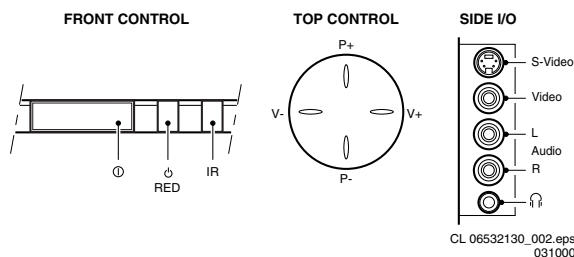 FRONT CONTROL
RED
IR
TOP CONTROL
P+
V-
V+
P-
SIDE I/O
S-Video
Video
L
Audio
R
CL 06532130_002.eps
031000